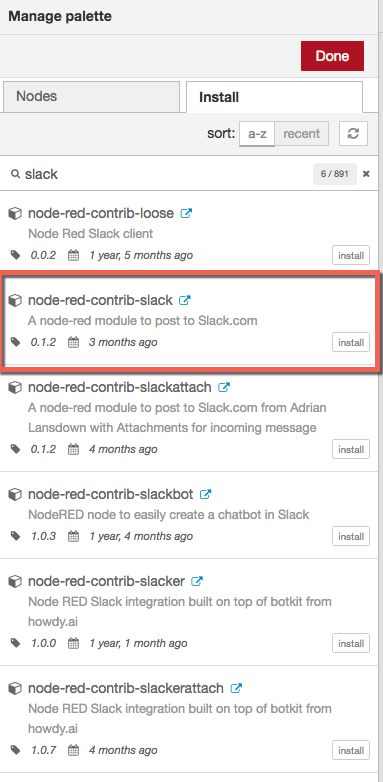 Manage palette
Done
Nodes
Install
sort: a-z recent
slack 6 / 891
node-red-contrib-loose
Node Red Slack client
0.0.2 1 year, 5 months ago install
node-red-contrib-slack
A node-red module to post to Slack.com
0.1.2 3 months ago install
node-red-contrib-slackattach
A node-red module to post to Slack.com from Adrian
Lansdown with Attachments for incoming message
0.1.2 4 months ago install
node-red-contrib-slackbot
NodeRED node to easily create a chatbot in Slack
1.0.3 1 year, 4 months ago install
node-red-contrib-slacker
Node RED Slack integration built on top of botkit from
howdy.ai
1.0.0 1 year, 1 month ago install
node-red-contrib-slackerattach
Node RED Slack integration built on top of botkit from
howdy.ai
1.0.7 4 months ago install